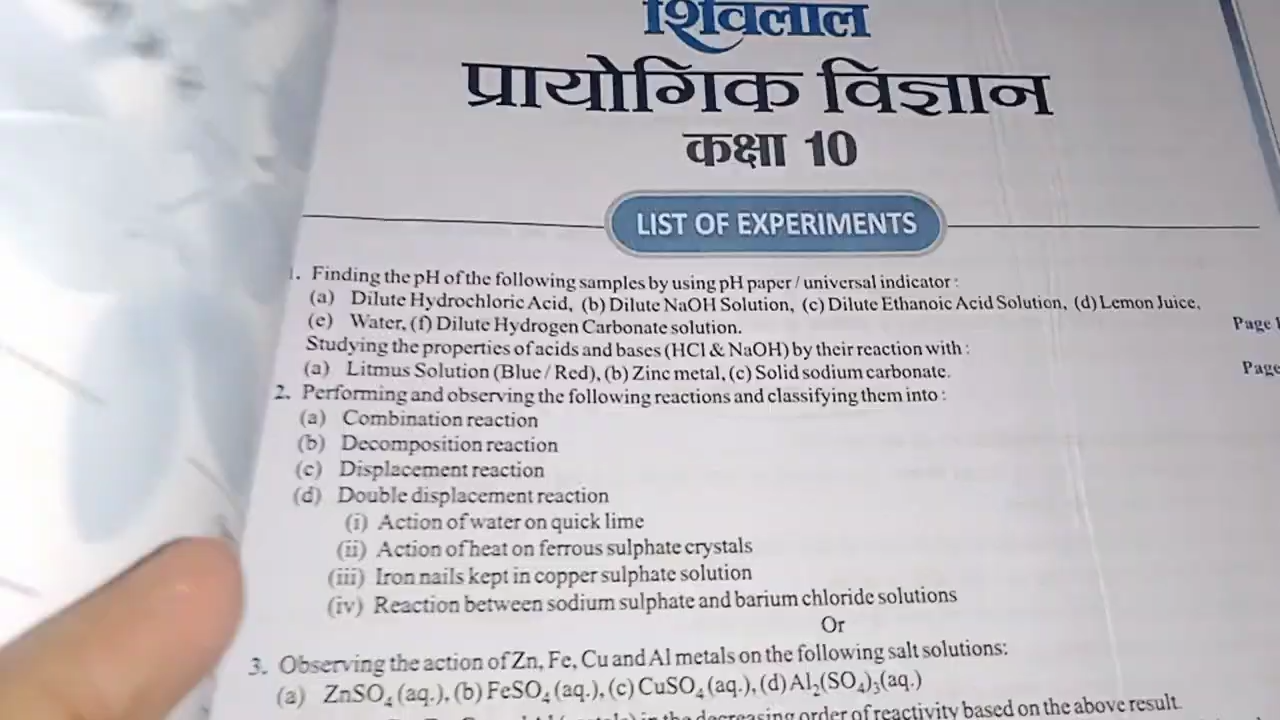 शिवलाल
प्रायोगिक विज्ञान
कक्षा 10
LIST OF EXPERIMENTS
1. Finding the pH of the following samples by using pH paper / universal indicator :
(a) Dilute Hydrochloric Acid, (b) Dilute NaOH Solution, (c) Dilute Ethanoic Acid Solution, (d) Lemon Juice,
(e) Water, (f) Dilute Hydrogen Carbonate solution. Page 1
Studying the properties of acids and bases (HCl & NaOH) by their reaction with :
(a) Litmus Solution (Blue / Red), (b) Zinc metal, (c) Solid sodium carbonate. Page
2. Performing and observing the following reactions and classifying them into :
(a) Combination reaction
(b) Decomposition reaction
(c) Displacement reaction
(d) Double displacement reaction
(i) Action of water on quick lime
(ii) Action of heat on ferrous sulphate crystals
(iii) Iron nails kept in copper sulphate solution
(iv) Reaction between sodium sulphate and barium chloride solutions
Or
3. Observing the action of Zn, Fe, Cu and Al metals on the following salt solutions:
(a) ZnSO₄ (aq.), (b) FeSO₄ (aq.), (c) CuSO₄ (aq.), (d) Al₂(SO₄)₃(aq.)
in the decreasing order of reactivity based on the above result.